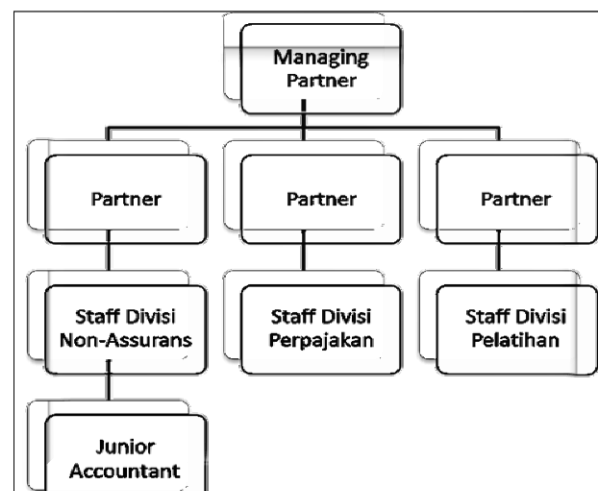 Managing
Partner
Partner
Partner
Partner
Staff Divisi
Non-Assurans
Staff Divisi
Perpajakan
Staff Divisi
Pelatihan
Junior
Accountant